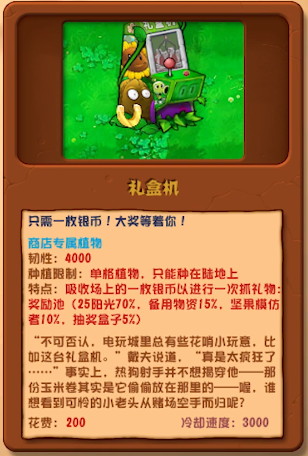 礼盒机
只需一枚银币！大奖等着你！
商店专属植物
韧性：4000
种植限制：单格植物，只能种在陆地上
特点：吸收场上的一枚银币以进行一次抓礼物：
奖励池（25阳光70%，备用物资15%，坚果模仿
者10%，抽奖盒子5%）
“不可否认，电玩城里总有些花哨小玩意，比
如这台礼盒机。”戴夫说道，“真是太疯狂了
……”事实上，热狗射手并不想揭穿他——那
份玉米卷其实是它偷偷放在那里的——喔，谁
想看到可怜的小老头从赌场空手而归呢？
花费：200 冷却速度：3000